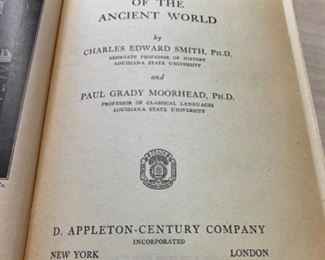 OF THE
ANCIENT WORLD
by
CHARLES EDWARD SMITH, PH.D.
ASSOCIATE PROFESSOR OF HISTORY
LOUISIANA STATE UNIVERSITY
and
PAUL GRADY MOORHEAD, PH.D.
PROFESSOR OF CLASSICAL LANGUAGES
LOUISIANA STATE UNIVERSITY
D. APPLETON-CENTURY COMPANY
INCORPORATED
NEW YORK LONDON